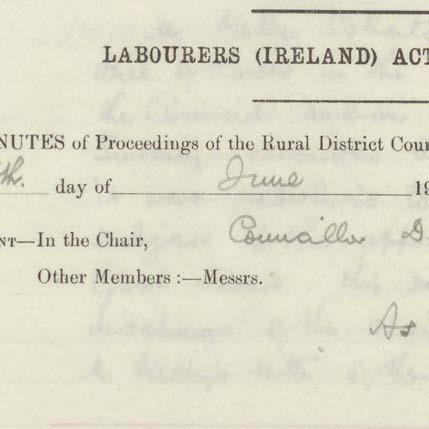 LABOURERS (IRELAND) ACT
NUTES of Proceedings of the Rural District Coun
th. day of June 19
NT—In the Chair, Councillor D
Other Members :—Messrs.
As